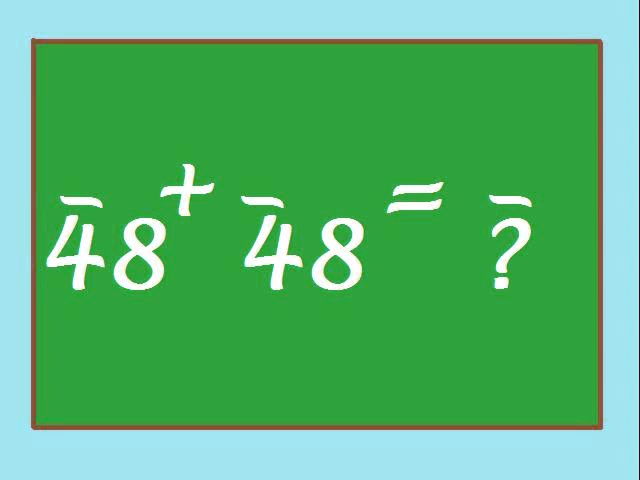 4̄8 + 4̄8 = ?̄